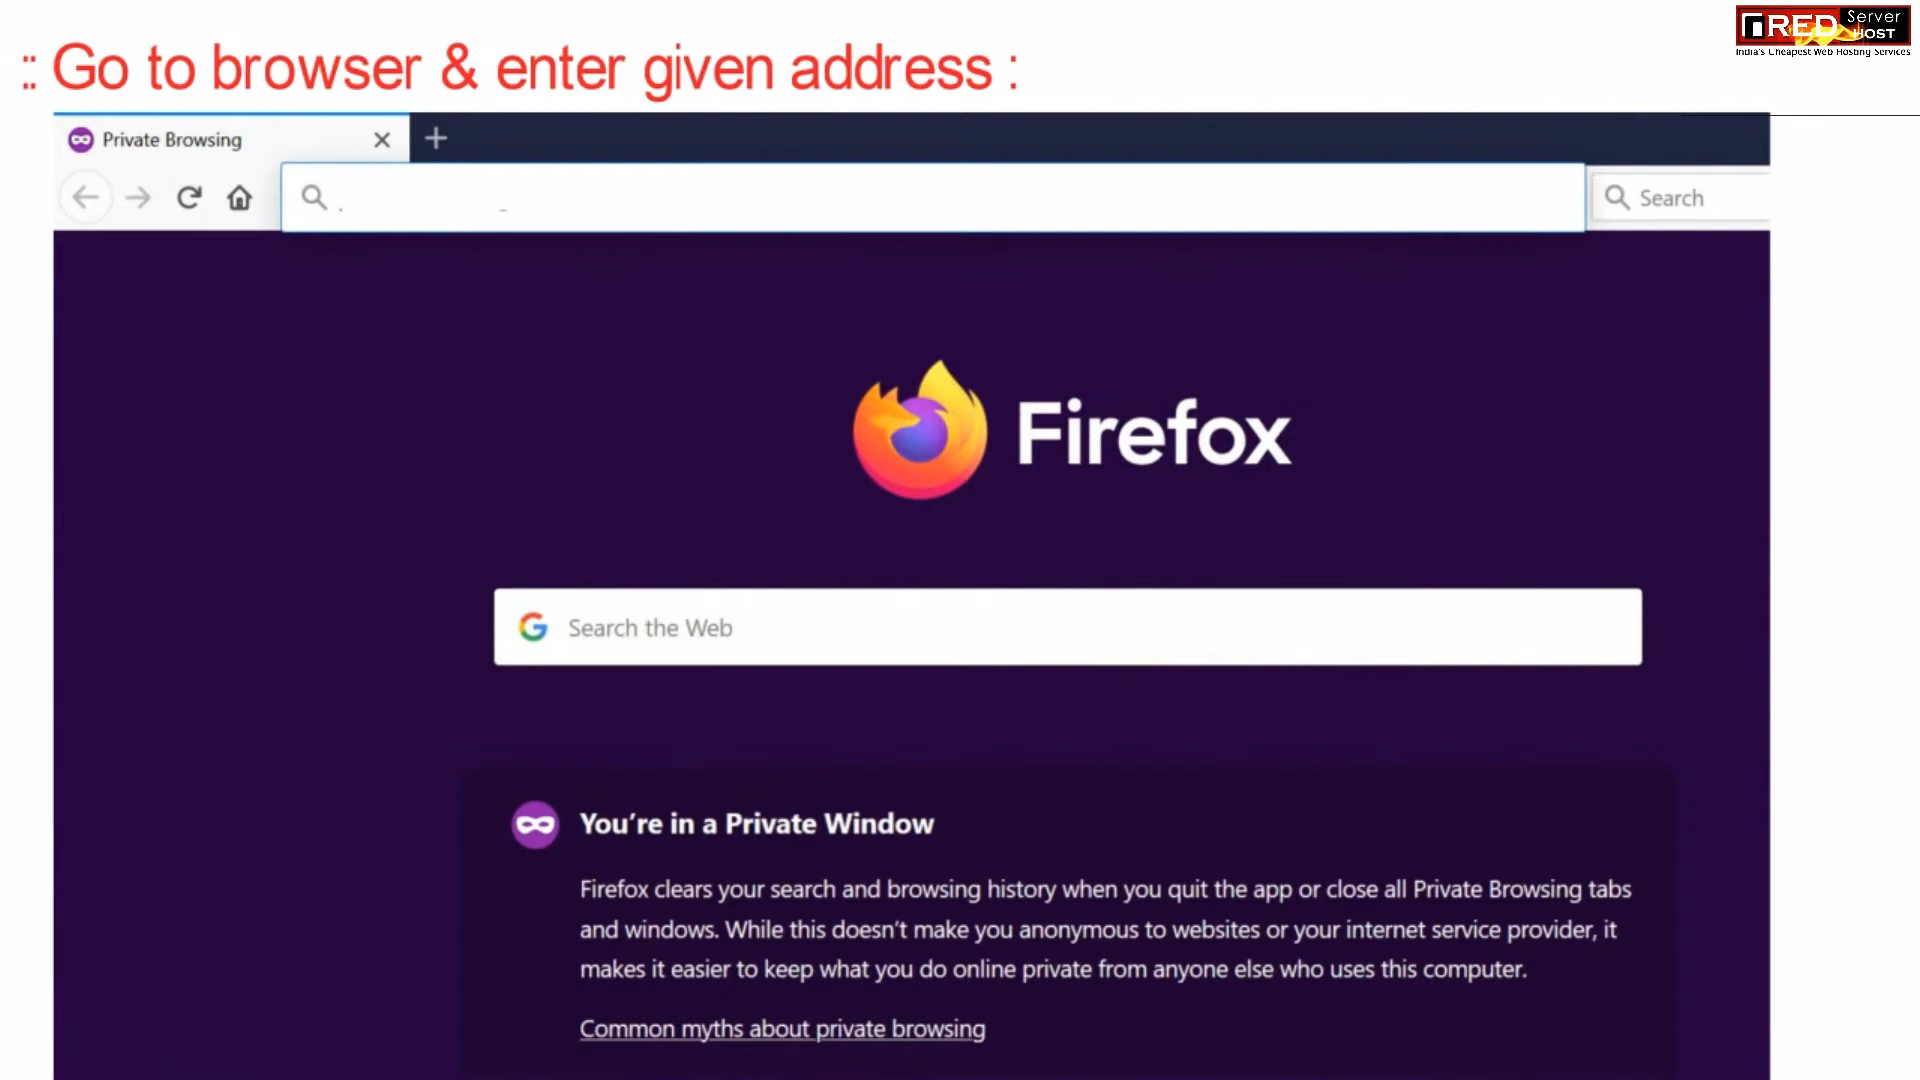 :: Go to browser & enter given address :
RED Server HOST
India's Cheapest Web Hosting Services
Private Browsing
Search
Firefox
Search the Web
You’re in a Private Window
Firefox clears your search and browsing history when you quit the app or close all Private Browsing tabs
and windows. While this doesn’t make you anonymous to websites or your internet service provider, it
makes it easier to keep what you do online private from anyone else who uses this computer.
Common myths about private browsing